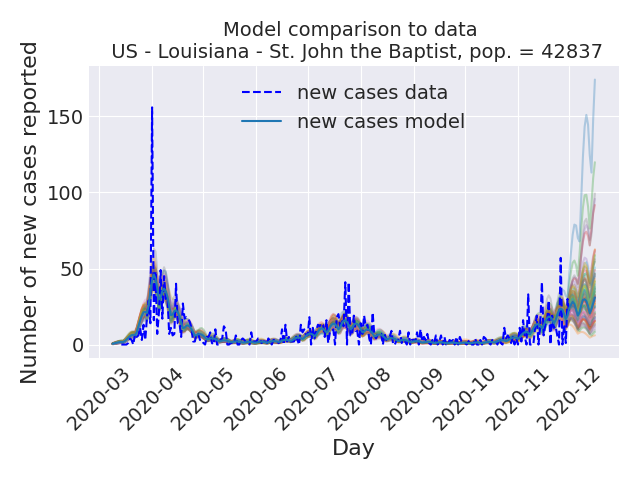 Model comparison to data
US - Louisiana - St. John the Baptist, pop. = 42837
Number of new cases reported
new cases data
new cases model
150
100
50
0
2020-03
2020-04
2020-05
2020-06
2020-07
2020-08
2020-09
2020-10
2020-11
2020-12
Day